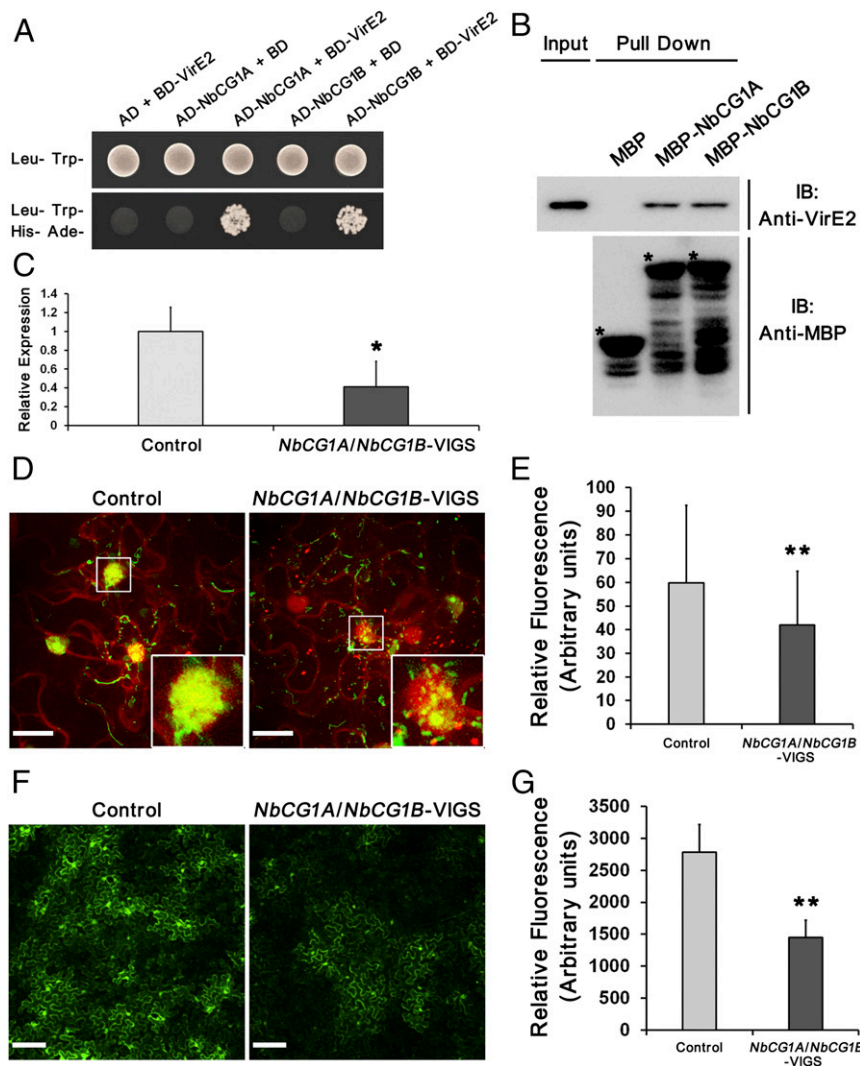 A
AD + BD-VirE2
AD-NbCG1A + BD
AD-NbCG1A + BD-VirE2
AD-NbCG1B + BD
AD-NbCG1B + BD-VirE2
Leu- Trp-
Leu- Trp-
His- Ade-
B
Input
Pull Down
MBP
MBP-NbCG1A
MBP-NbCG1B
IB:
Anti-VirE2
*
*
*
IB:
Anti-MBP
C
Relative Expression
1.4
1.2
1
0.8
0.6
0.4
0.2
0
*
Control
NbCG1A/NbCG1B-VIGS
D
Control
NbCG1A/NbCG1B-VIGS
E
Relative Fluorescence
(Arbitrary units)
100
90
80
70
60
50
40
30
20
10
0
**
Control
NbCG1A/NbCG1B
-VIGS
F
Control
NbCG1A/NbCG1B-VIGS
G
Relative Fluorescence
(Arbitrary units)
3500
3000
2500
2000
1500
1000
500
0
**
Control
NbCG1A/NbCG1B
-VIGS